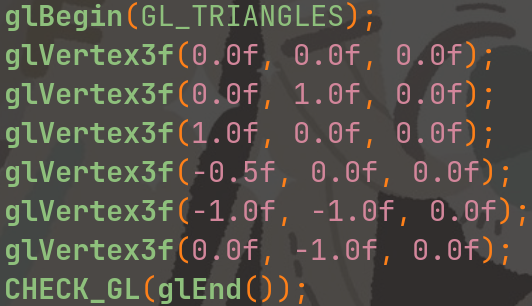 glBegin(GL_TRIANGLES);
glVertex3f(0.0f, 0.0f, 0.0f);
glVertex3f(0.0f, 1.0f, 0.0f);
glVertex3f(1.0f, 0.0f, 0.0f);
glVertex3f(-0.5f, 0.0f, 0.0f);
glVertex3f(-1.0f, -1.0f, 0.0f);
glVertex3f(0.0f, -1.0f, 0.0f);
CHECK_GL(glEnd());